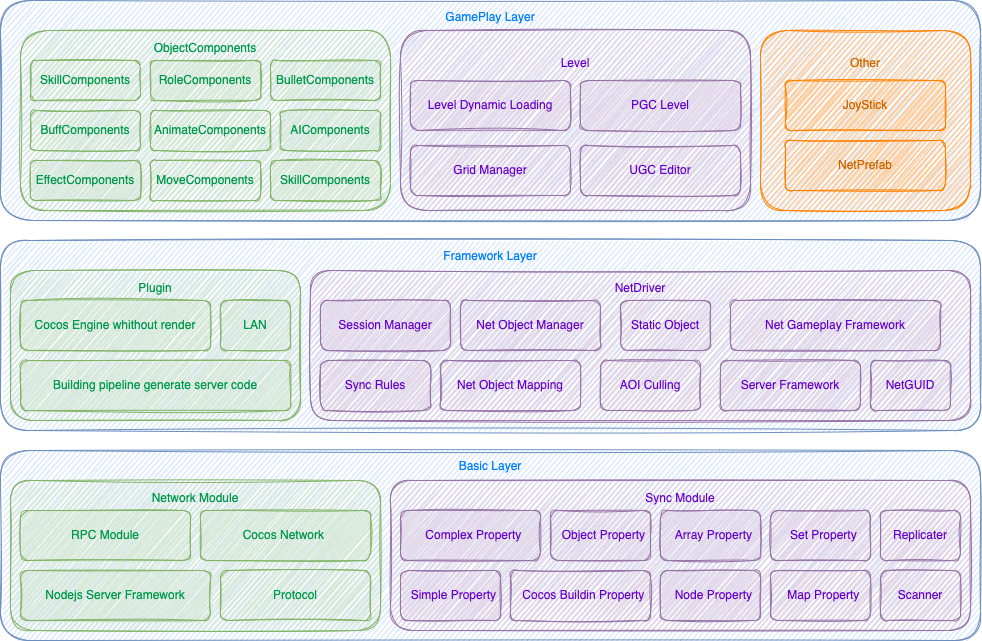 GamePlay Layer
ObjectComponents
SkillComponents
RoleComponents
BulletComponents
BuffComponents
AnimateComponents
AIComponents
EffectComponents
MoveComponents
SkillComponents
Level
Level Dynamic Loading
PGC Level
Grid Manager
UGC Editor
Other
JoyStick
NetPrefab
Framework Layer
Plugin
Cocos Engine whithout render
LAN
Building pipeline generate server code
NetDriver
Session Manager
Net Object Manager
Static Object
Net Gameplay Framework
Sync Rules
Net Object Mapping
AOI Culling
Server Framework
NetGUID
Basic Layer
Network Module
RPC Module
Cocos Network
Nodejs Server Framework
Protocol
Sync Module
Complex Property
Object Property
Array Property
Set Property
Replicater
Simple Property
Cocos Buildin Property
Node Property
Map Property
Scanner